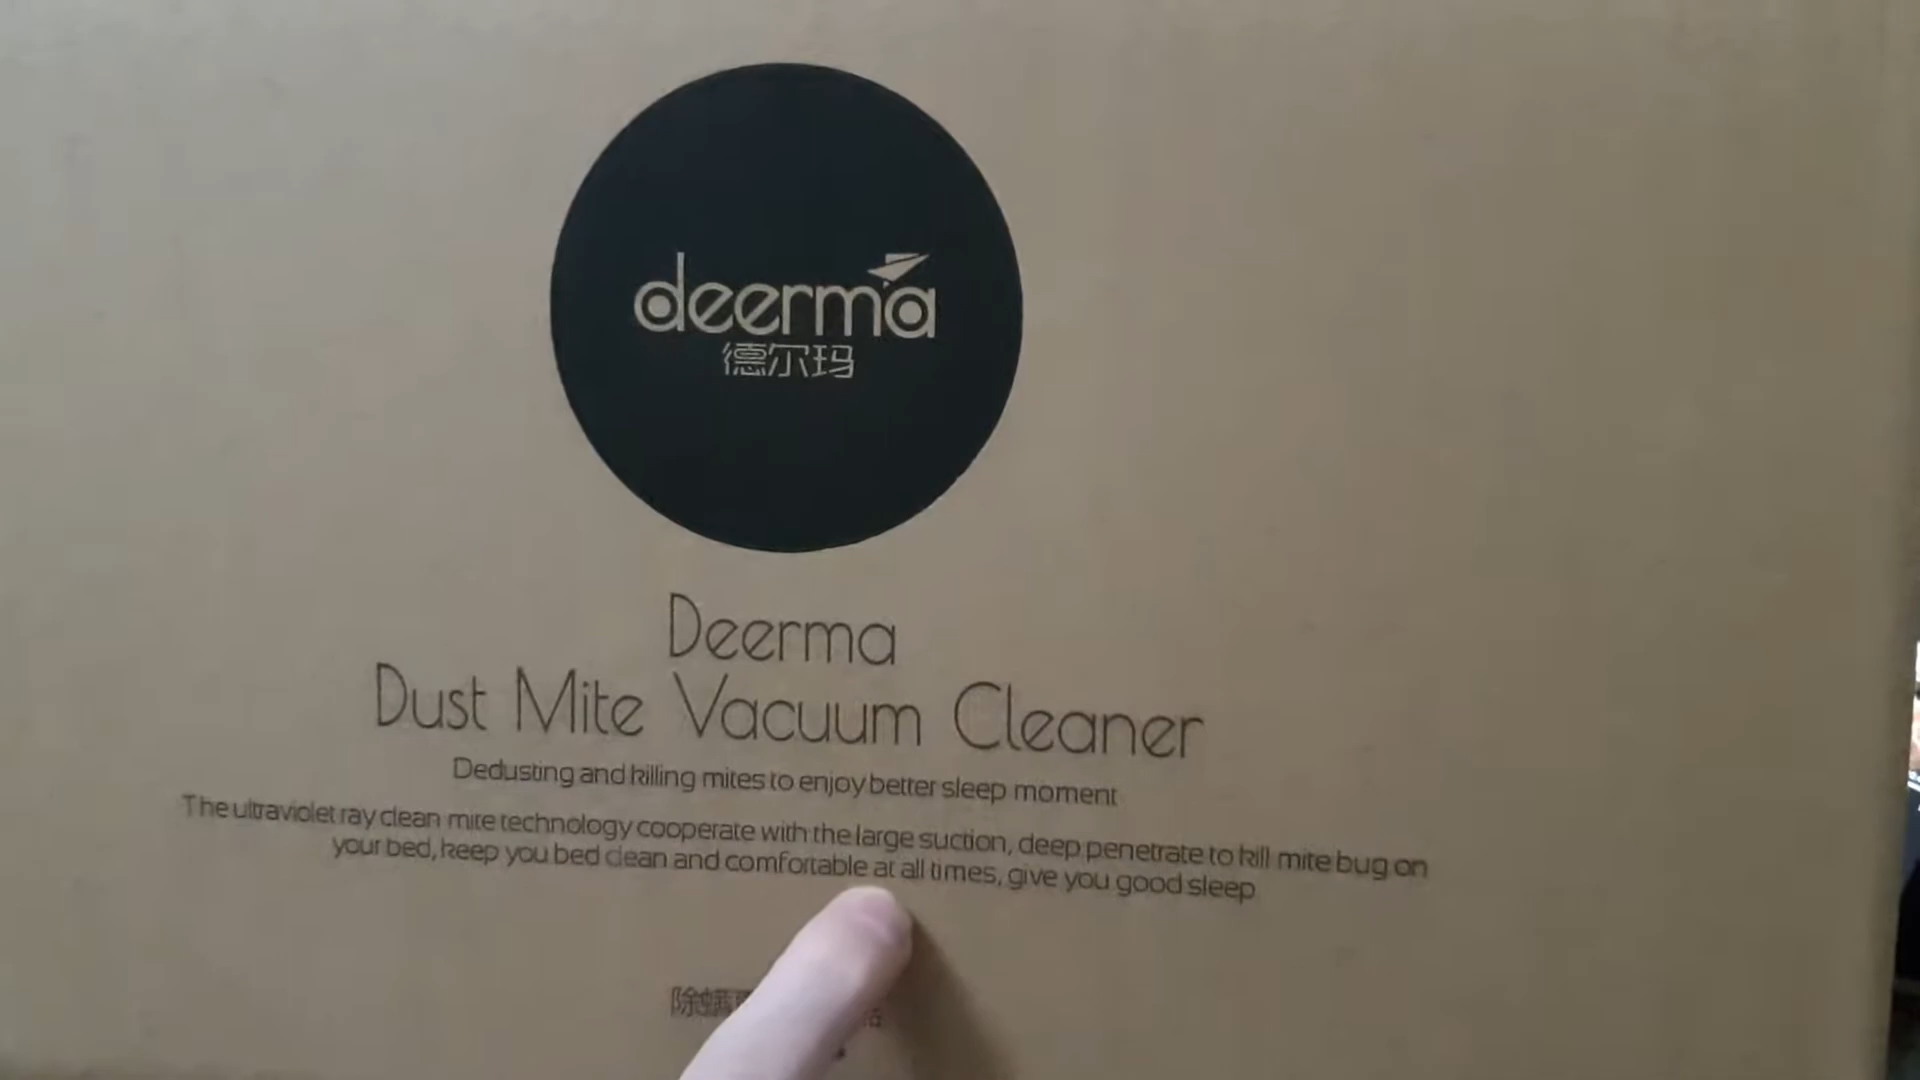 deerma
德尔玛
Deerma
Dust Mite Vacuum Cleaner
Dedusting and killing mites to enjoy better sleep moment
The ultraviolet ray clean mite technology cooperate with the large suction, deep penetrate to kill mite bug on
your bed, keep you bed clean and comfortable at all times, give you good sleep
除螨